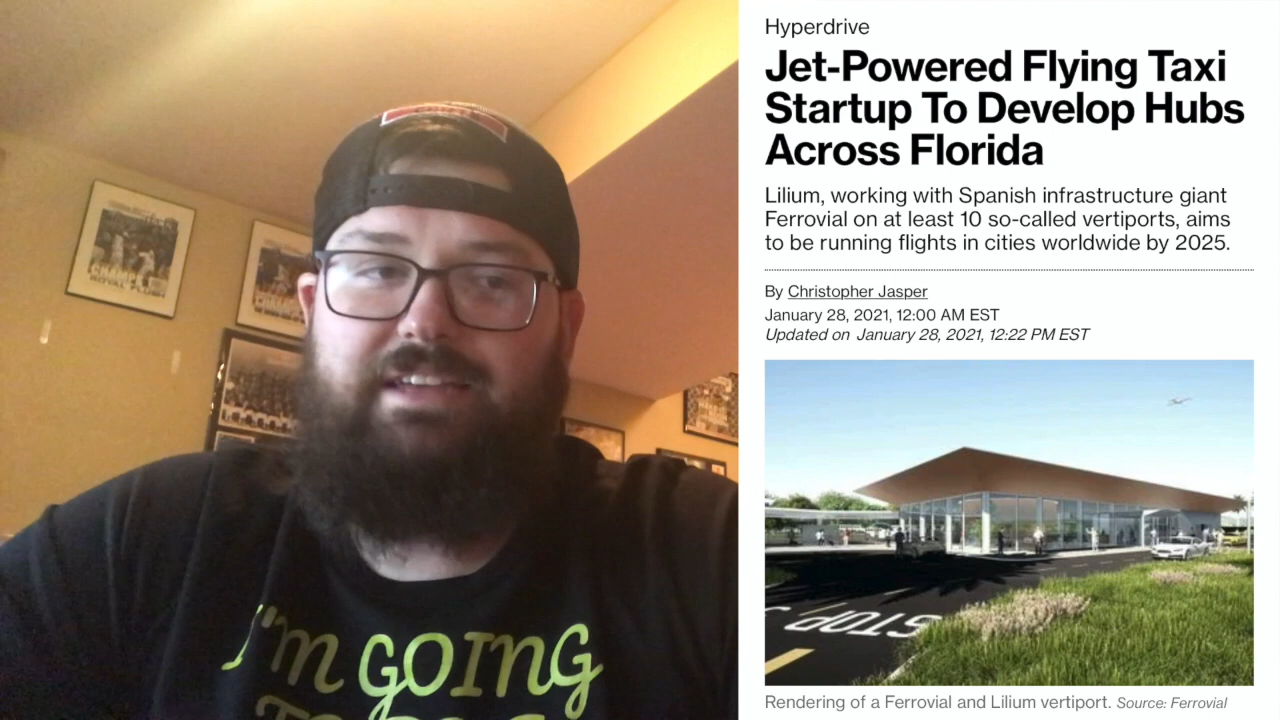 CHAMPS
ROYAL FLUSH
I'm GOING
Hyperdrive
Jet-Powered Flying Taxi
Startup To Develop Hubs
Across Florida
Lilium, working with Spanish infrastructure giant
Ferrovial on at least 10 so-called vertiports, aims
to be running flights in cities worldwide by 2025.
By Christopher Jasper
January 28, 2021, 12:00 AM EST
Updated on January 28, 2021, 12:22 PM EST
STOP
Rendering of a Ferrovial and Lilium vertiport. Source: Ferrovial